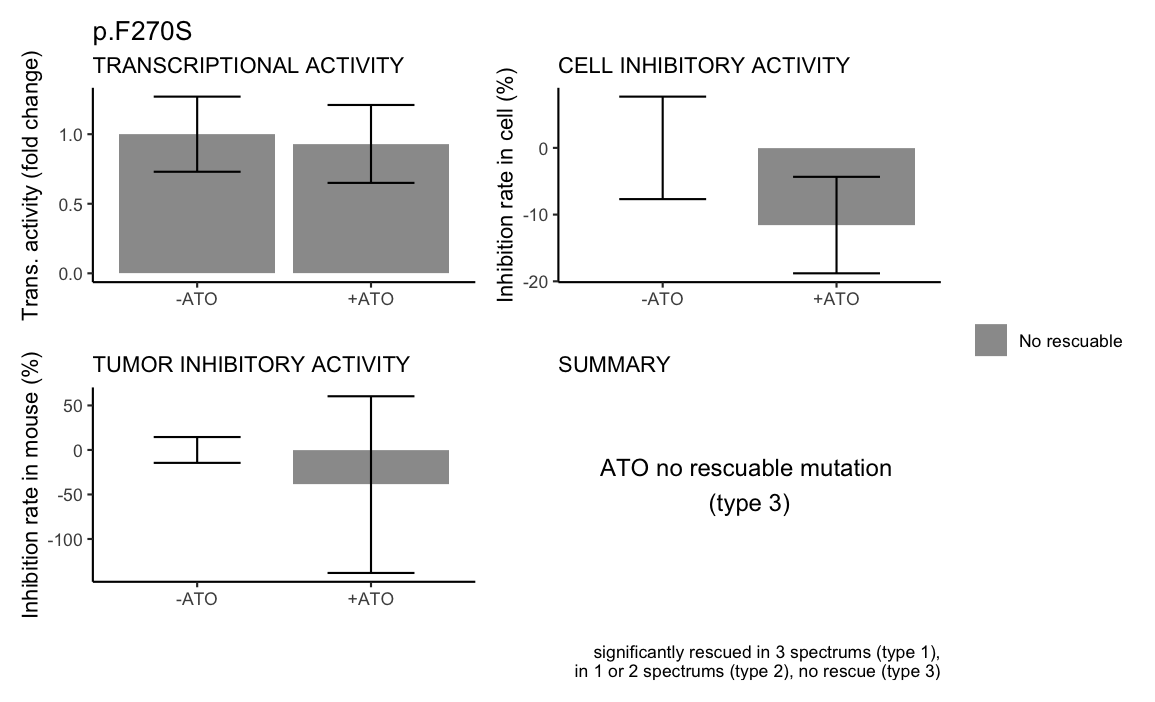 p.F270S
TRANSCRIPTIONAL ACTIVITY
Trans. activity (fold change)
1.0
0.5
0.0
-ATO
+ATO
CELL INHIBITORY ACTIVITY
Inhibition rate in cell (%)
0
-10
-20
-ATO
+ATO
No rescuable
TUMOR INHIBITORY ACTIVITY
Inhibition rate in mouse (%)
50
0
-50
-100
-ATO
+ATO
SUMMARY
ATO no rescuable mutation
(type 3)
significantly rescued in 3 spectrums (type 1),
in 1 or 2 spectrums (type 2), no rescue (type 3)